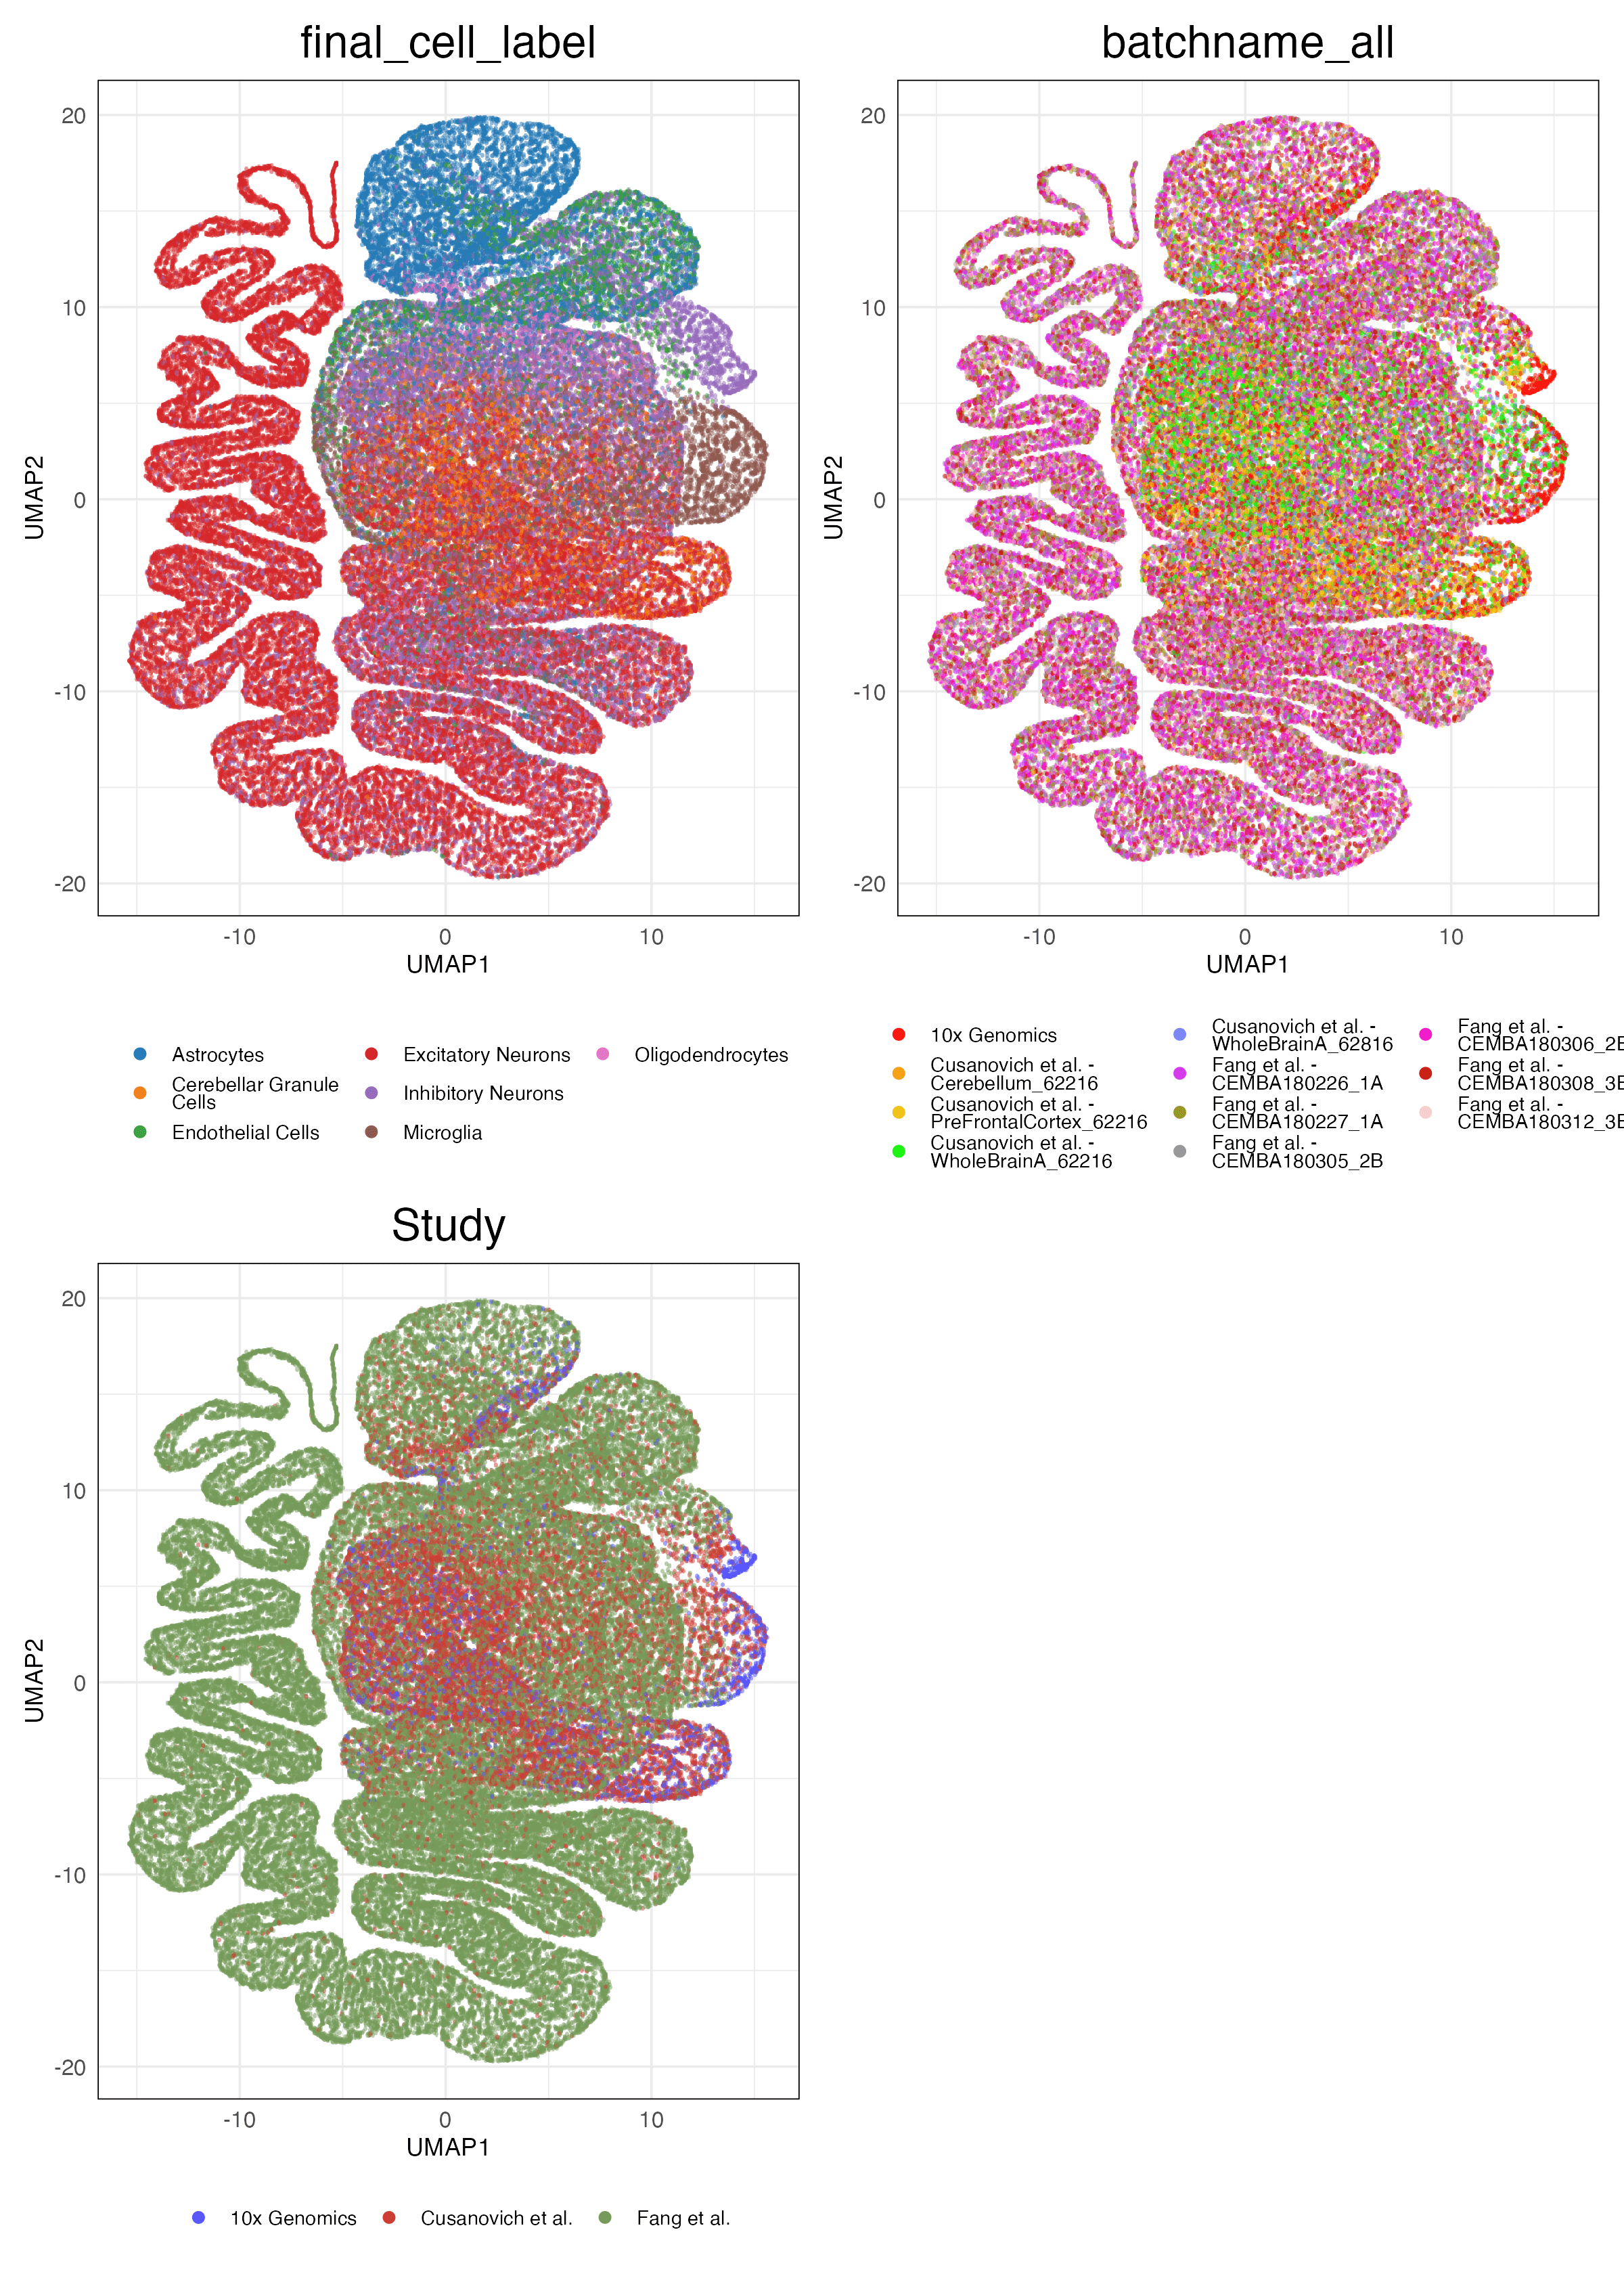 final_cell_label
batchname_all
20
10
0
-10
-20
UMAP2
-10 0 10
UMAP1
20
10
0
-10
-20
UMAP2
-10 0 10
UMAP1
Astrocytes
Cerebellar Granule
Cells
Endothelial Cells
Excitatory Neurons
Inhibitory Neurons
Microglia
Oligodendrocytes
10x Genomics
Cusanovich et al. -
Cerebellum_62216
Cusanovich et al. -
PreFrontalCortex_62216
Cusanovich et al. -
WholeBrainA_62216
Cusanovich et al. -
WholeBrainA_62816
Fang et al. -
CEMBA180226_1A
Fang et al. -
CEMBA180227_1A
Fang et al. -
CEMBA180305_2B
Fang et al. -
CEMBA180306_2B
Fang et al. -
CEMBA180308_3B
Fang et al. -
CEMBA180312_3B
Study
20
10
0
-10
-20
UMAP2
-10 0 10
UMAP1
10x Genomics Cusanovich et al. Fang et al.